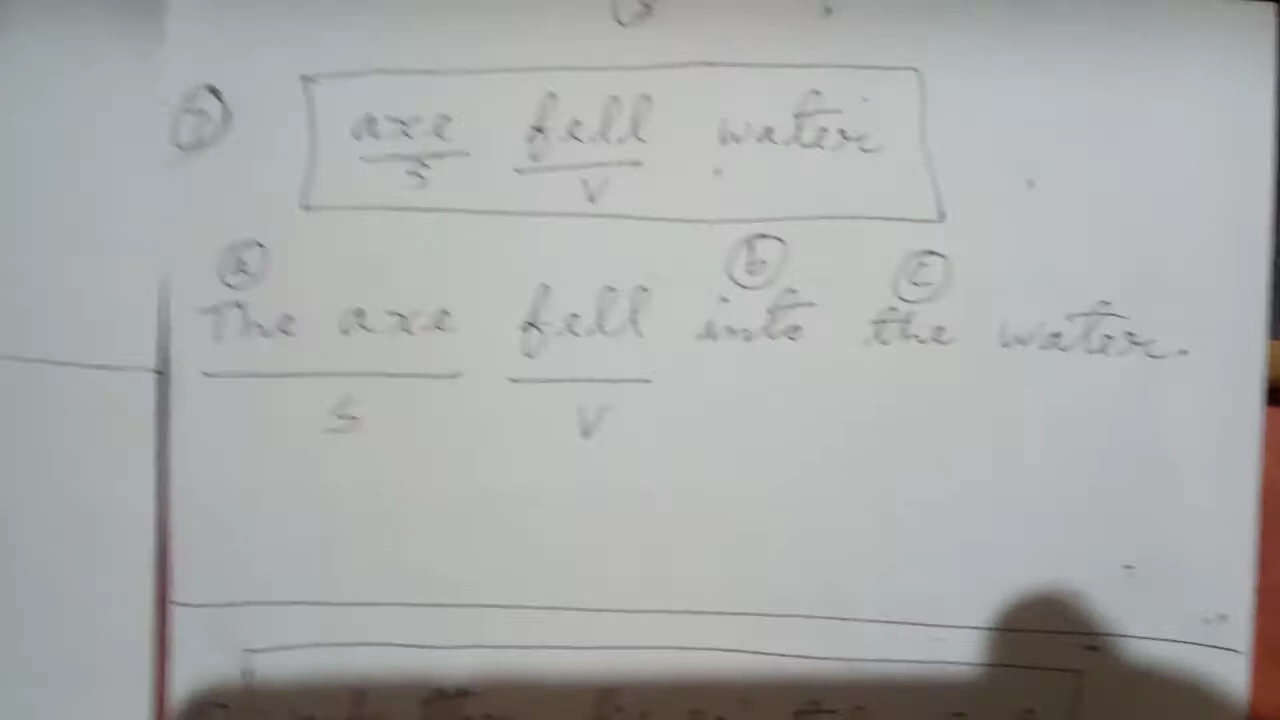 axe fell water
S V
a b c
The axe fell into the water.
S V